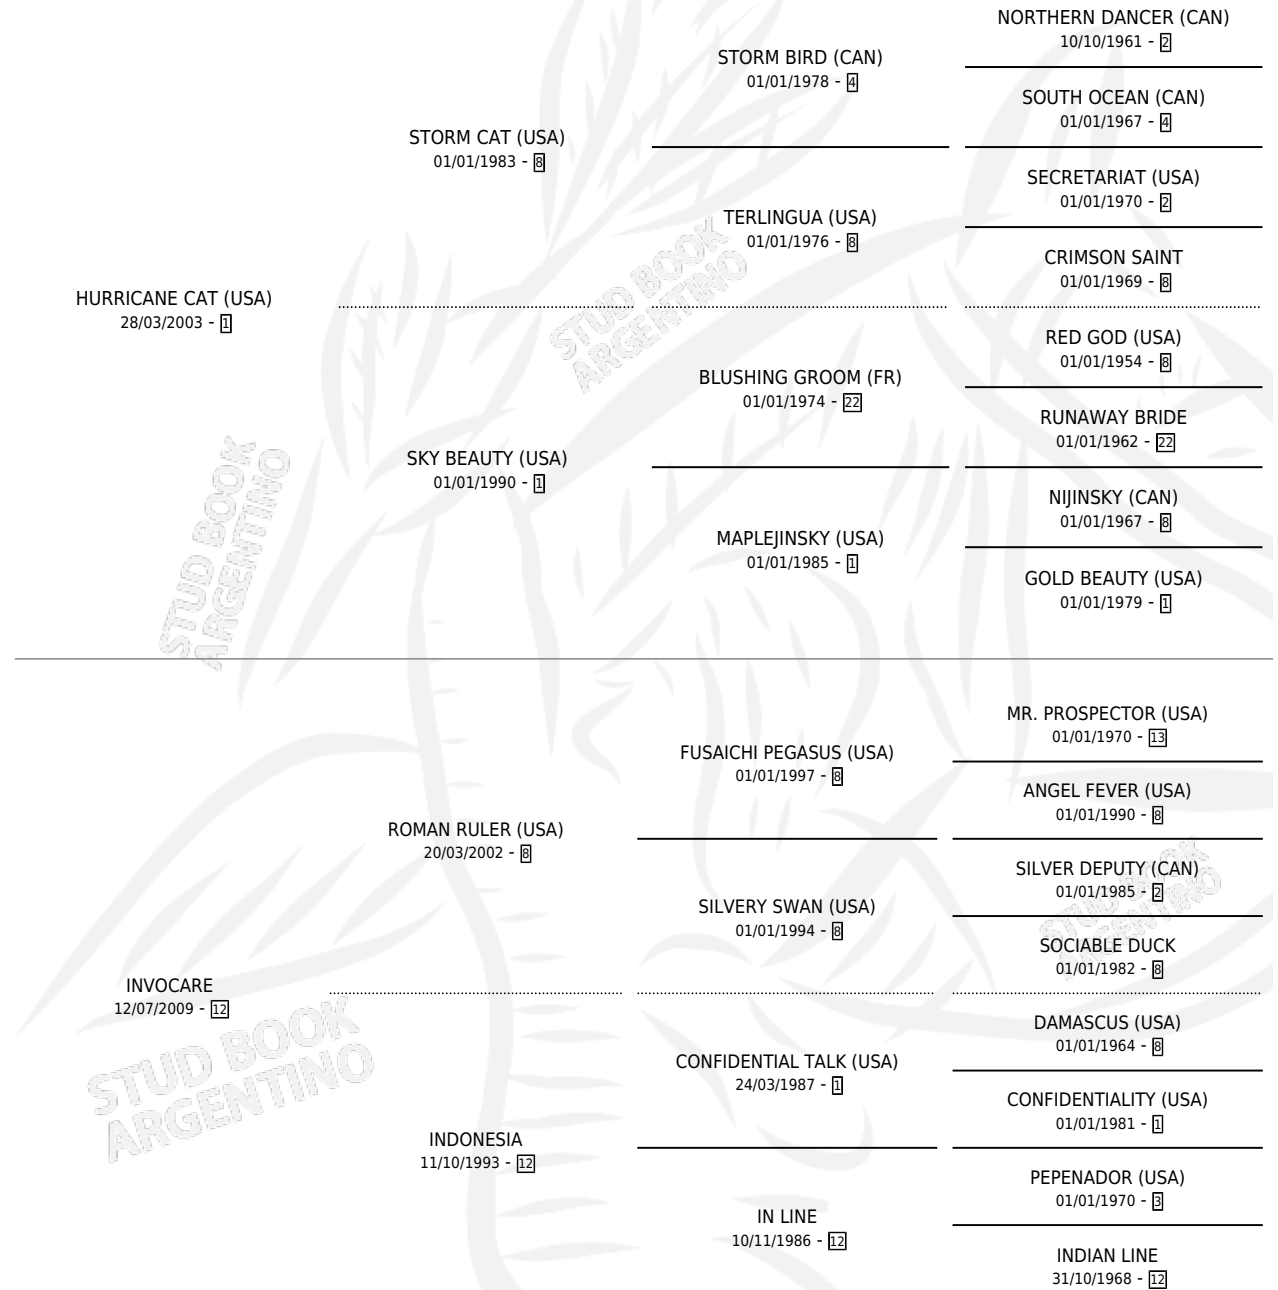 NORTHERN DANCER (CAN)
10/10/1961 - 2
STORM BIRD (CAN)
01/01/1978 - 4
SOUTH OCEAN (CAN)
01/01/1967 - 4
STORM CAT (USA)
01/01/1983 - 8
SECRETARIAT (USA)
01/01/1970 - 2
TERLINGUA (USA)
01/01/1976 - 8
CRIMSON SAINT
01/01/1969 - 8
HURRICANE CAT (USA)
28/03/2003 - 1
RED GOD (USA)
01/01/1954 - 8
BLUSHING GROOM (FR)
01/01/1974 - 22
RUNAWAY BRIDE
01/01/1962 - 22
SKY BEAUTY (USA)
01/01/1990 - 1
NIJINSKY (CAN)
01/01/1967 - 8
MAPLEJINSKY (USA)
01/01/1985 - 1
GOLD BEAUTY (USA)
01/01/1979 - 1
MR. PROSPECTOR (USA)
01/01/1970 - 13
FUSAICHI PEGASUS (USA)
01/01/1997 - 8
ANGEL FEVER (USA)
01/01/1990 - 8
ROMAN RULER (USA)
20/03/2002 - 8
SILVER DEPUTY (CAN)
01/01/1985 - 2
SILVERY SWAN (USA)
01/01/1994 - 8
SOCIABLE DUCK
01/01/1982 - 8
INVOCARE
12/07/2009 - 12
DAMASCUS (USA)
01/01/1964 - 8
CONFIDENTIAL TALK (USA)
24/03/1987 - 1
CONFIDENTIALITY (USA)
01/01/1981 - 1
INDONESIA
11/10/1993 - 12
PEPENADOR (USA)
01/01/1970 - 3
IN LINE
10/11/1986 - 12
INDIAN LINE
31/10/1968 - 12
STUD BOOK
ARGENTINO
STUD BOOK
ARGENTINO
STUD BOOK
ARGENTINO
STUD BOOK
ARGENTINO